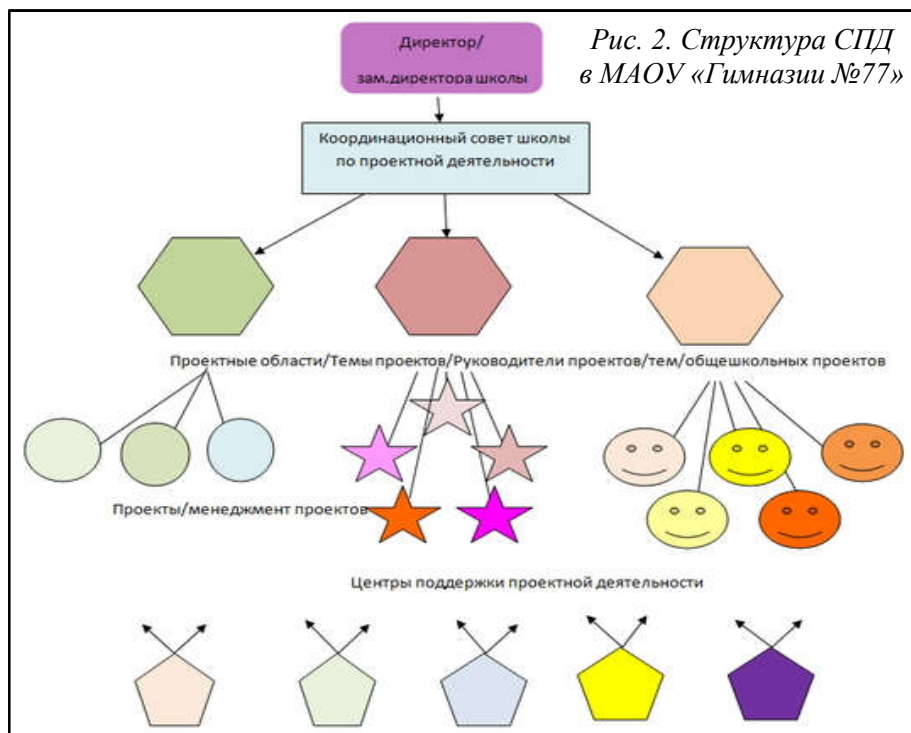 Директор/
зам.директора школы
Рис. 2. Структура СПД
в МАОУ «Гимназии №77»
Координационный совет школы
по проектной деятельности
Проектные области/Темы проектов/Руководители проектов/тем/общешкольных проектов
Проекты/менеджмент проектов
Центры поддержки проектной деятельности